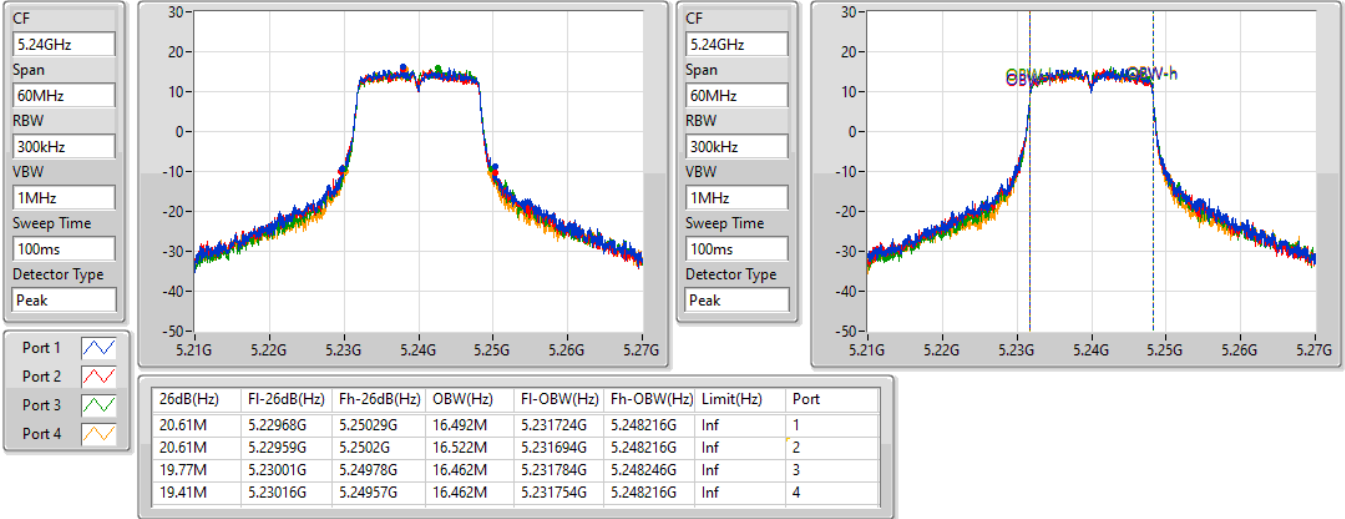 CF
5.24GHz
Span
60MHz
RBW
300kHz
VBW
1MHz
Sweep Time
100ms
Detector Type
Peak
30-
20-
10-
0-
-10-
-20-
-30-
-40-
-50-
5.21G 5.22G 5.23G 5.24G 5.25G 5.26G 5.27G
CF
5.24GHz
Span
60MHz
RBW
300kHz
VBW
1MHz
Sweep Time
100ms
Detector Type
Peak
30-
20-
10-
0-
-10-
-20-
-30-
-40-
-50-
OBW-h
5.21G 5.22G 5.23G 5.24G 5.25G 5.26G 5.27G
Port 1
Port 2
Port 3
Port 4
26dB(Hz) Fl-26dB(Hz) Fh-26dB(Hz) OBW(Hz) Fl-OBW(Hz) Fh-OBW(Hz) Limit(Hz) Port
20.61M 5.22968G 5.25029G 16.492M 5.231724G 5.248216G Inf 1
20.61M 5.22959G 5.2502G 16.522M 5.231694G 5.248216G Inf 2
19.77M 5.23001G 5.24978G 16.462M 5.231784G 5.248246G Inf 3
19.41M 5.23016G 5.24957G 16.462M 5.231754G 5.248216G Inf 4